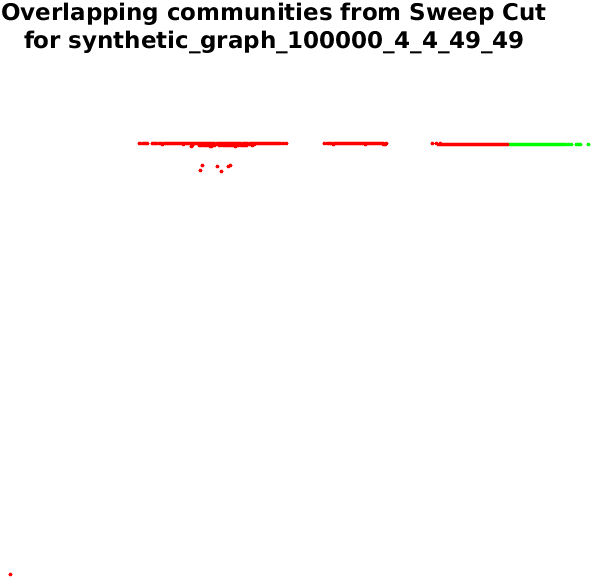 Overlapping communities from Sweep Cut
for synthetic_graph_100000_4_4_49_49